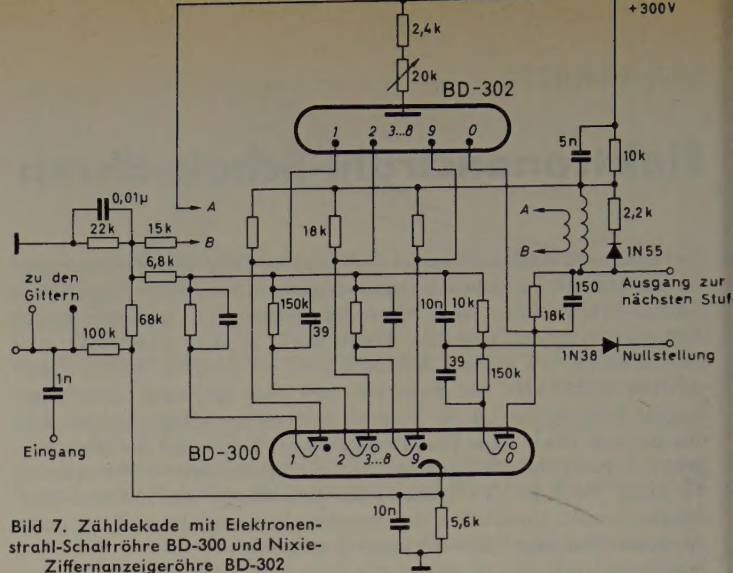 +300V
2,4k
20k
BD-302
1 2 3...8 9 0
5n
10k
0,01µ
A
22k
15k
B
18k
A
B
2,2k
1N55
zu den
Gittern
6,8k
Ausgang zur
nächsten Stuf
68k
150k
39
10n
10k
18k
150
100k
1N38
Nullstellung
39
150k
1n
Eingang
BD-300
1 2 3...8 9 0
10n
5,6k
Bild 7. Zähldekade mit Elektronen-
strahl-Schaltröhre BD-300 und Nixie-
Ziffernanzeigeröhre BD-302